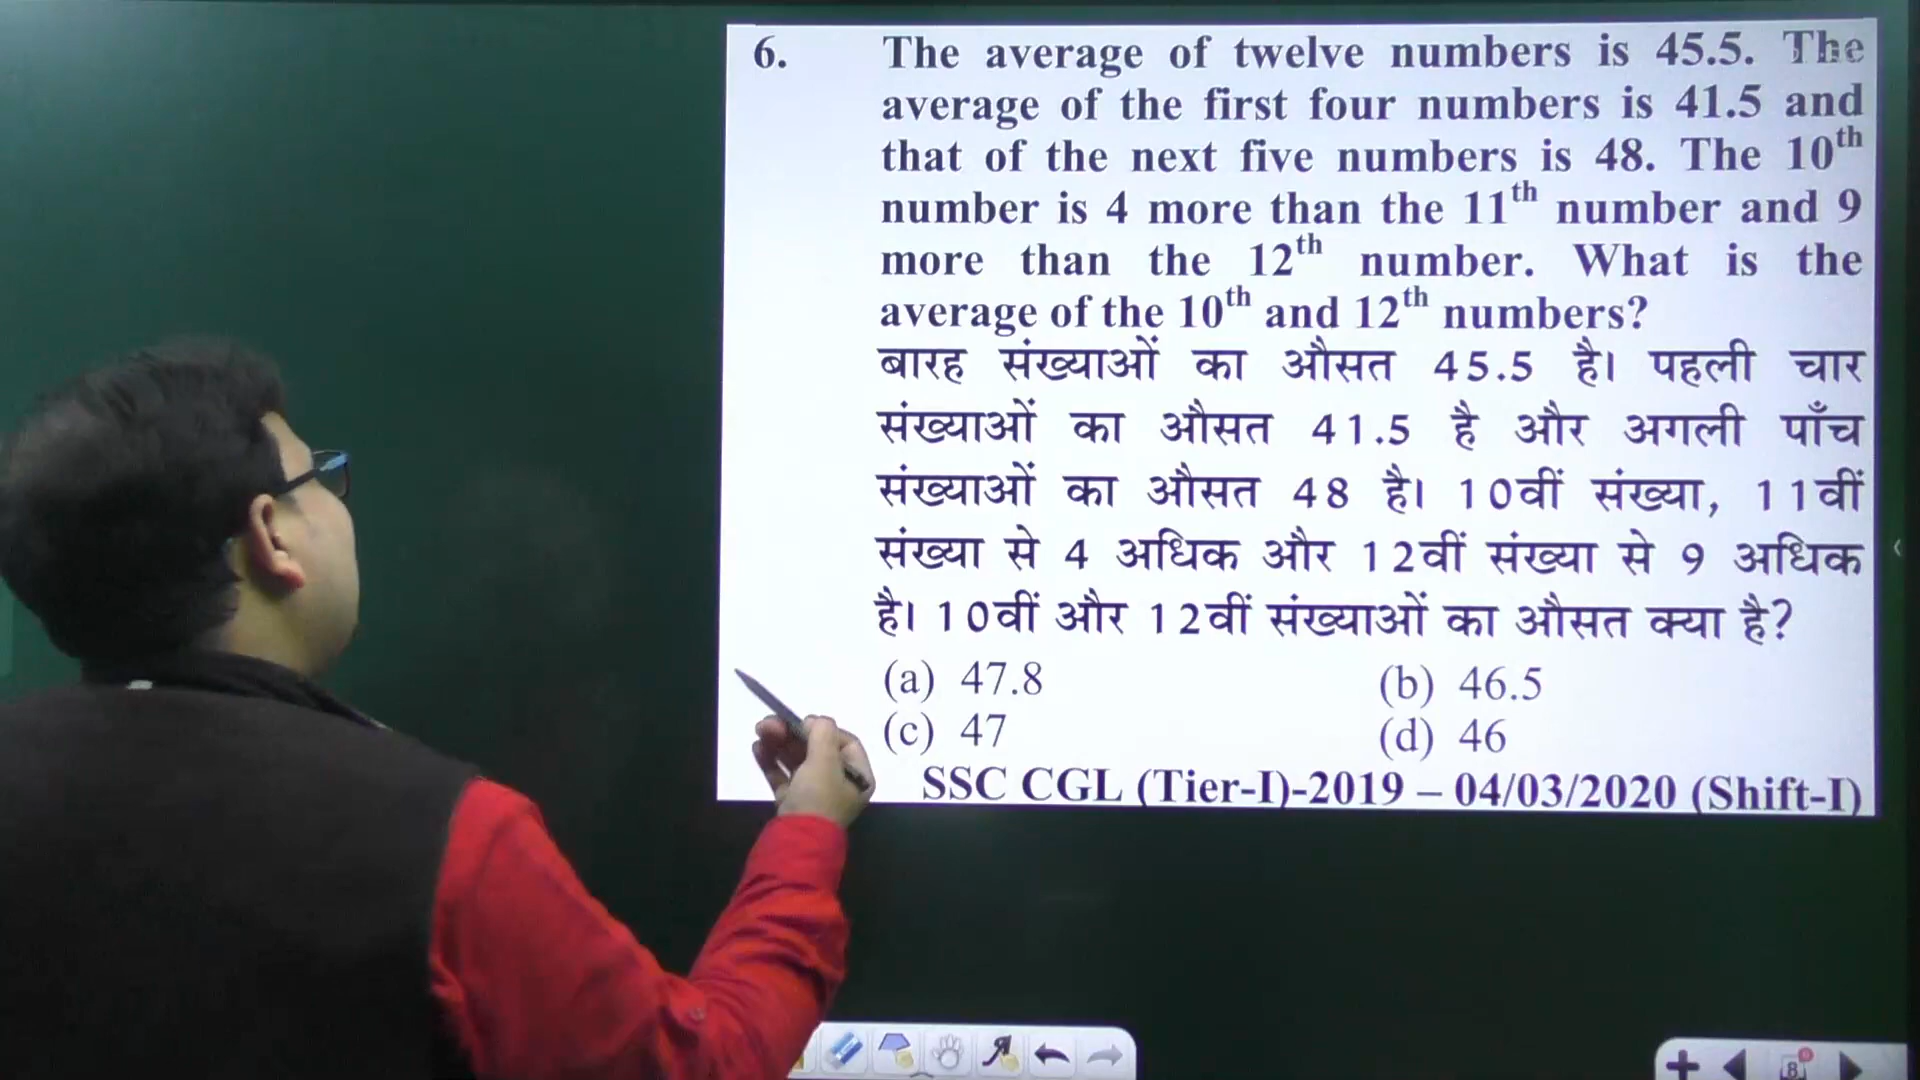 6. The average of twelve numbers is 45.5. The
average of the first four numbers is 41.5 and
that of the next five numbers is 48. The 10th
number is 4 more than the 11th number and 9
more than the 12th number. What is the
average of the 10th and 12th numbers?
बारह संख्याओं का औसत 45.5 है। पहली चार
संख्याओं का औसत 41.5 है और अगली पाँच
संख्याओं का औसत 48 है। 10वीं संख्या, 11वीं
संख्या से 4 अधिक और 12वीं संख्या से 9 अधिक
है। 10वीं और 12वीं संख्याओं का औसत क्या है?
(a) 47.8 (b) 46.5
(c) 47 (d) 46
SSC CGL (Tier-I)-2019 – 04/03/2020 (Shift-I)
8